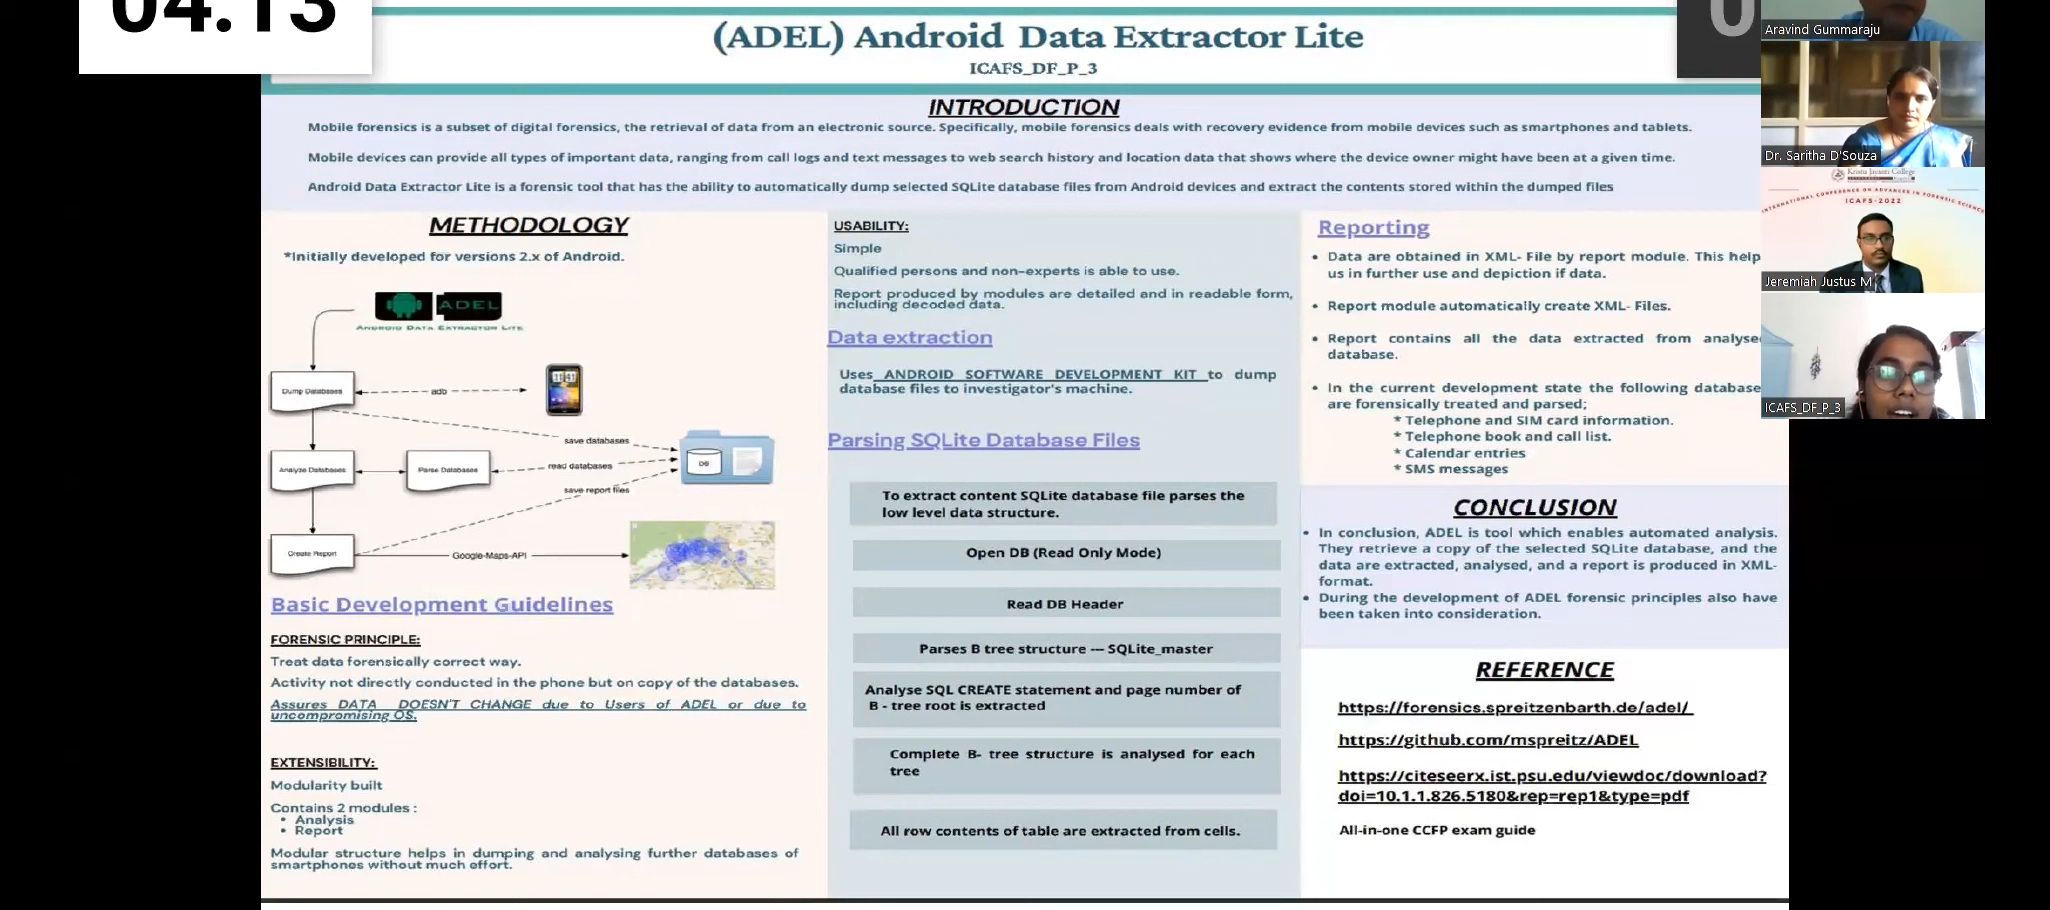 04:13
0
(ADEL) Android Data Extractor Lite
ICAFS_DF_P_3
INTRODUCTION
Mobile forensics is a subset of digital forensics, the retrieval of data from an electronic source. Specifically, mobile forensics deals with recovery evidence from mobile devices such as smartphones and tablets.
Mobile devices can provide all types of important data, ranging from call logs and text messages to web search history and location data that shows where the device owner might have been at a given time.
Android Data Extractor Lite is a forensic tool that has the ability to automatically dump selected SQLite database files from Android devices and extract the contents stored within the dumped files
METHODOLOGY
*Initially developed for versions 2.x of Android.
ADEL
ANDROID DATA EXTRACTOR LITE
Dump Databases
adb
save databases
Analyze Databases
Parse Databases
read databases
DB
save report files
Create Report
Google-Maps-API
Basic Development Guidelines
FORENSIC PRINCIPLE:
Treat data forensically correct way.
Activity not directly conducted in the phone but on copy of the databases.
Assures DATA DOESN'T CHANGE due to Users of ADEL or due to
uncompromising OS.
EXTENSIBILITY:
Modularity built
Contains 2 modules :
• Analysis
• Report
Modular structure helps in dumping and analysing further databases of
smartphones without much effort.
USABILITY:
Simple
Qualified persons and non-experts is able to use.
Report produced by modules are detailed and in readable form,
including decoded data.
Data extraction
Uses ANDROID SOFTWARE DEVELOPMENT KIT to dump
database files to investigator's machine.
Parsing SQLite Database Files
To extract content SQLite database file parses the
low level data structure.
Open DB (Read Only Mode)
Read DB Header
Parses B tree structure --- SQLite_master
Analyse SQL CREATE statement and page number of
B - tree root is extracted
Complete B- tree structure is analysed for each
tree
All row contents of table are extracted from cells.
Reporting
• Data are obtained in XML- File by report module. This help
us in further use and depiction if data.
• Report module automatically create XML- Files.
• Report contains all the data extracted from analyse
database.
• In the current development state the following database
are forensically treated and parsed;
* Telephone and SIM card information.
* Telephone book and call list.
* Calendar entries
* SMS messages
CONCLUSION
• In conclusion, ADEL is tool which enables automated analysis.
They retrieve a copy of the selected SQLite database, and the
data are extracted, analysed, and a report is produced in XML-
format.
• During the development of ADEL forensic principles also have
been taken into consideration.
REFERENCE
https://forensics.spreitzenbarth.de/adel/
https://github.com/mspreitz/ADEL
https://citeseerx.ist.psu.edu/viewdoc/download?
doi=10.1.1.826.5180&rep=rep1&type=pdf
All-in-one CCFP exam guide
Aravind Gummaraju
Dr. Saritha D'Souza
Kristu Jayanti College
INTERNATIONAL CONFERENCE ON ADVANCES IN FORENSIC SCIENCE
ICAFS-2022
Jeremiah Justus M
ICAFS_DF_P_3